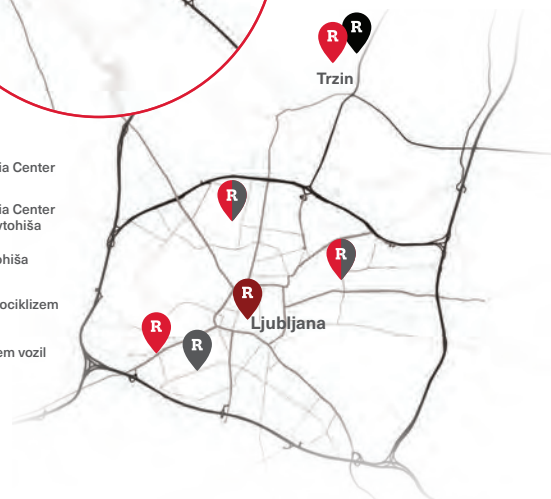 R R
Trzin
ia Center
R
ia Center
vtohiša
R
ohiša
R
ociklizem
Ljubljana
R
R
em vozil